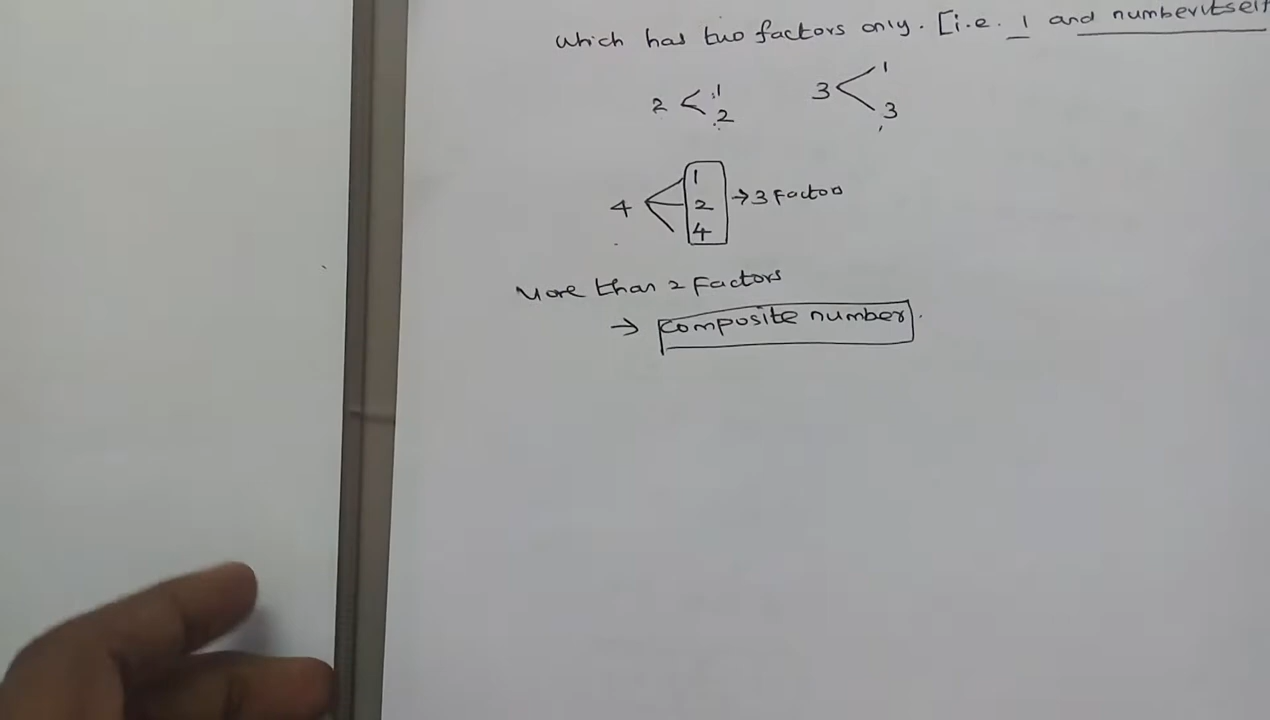 which has two factors only. [i.e. 1 and number itself
2 < 1 2
3 < 1 3
4 < 1 2 4 → 3 Factors
More than 2 Factors
→ composite number.